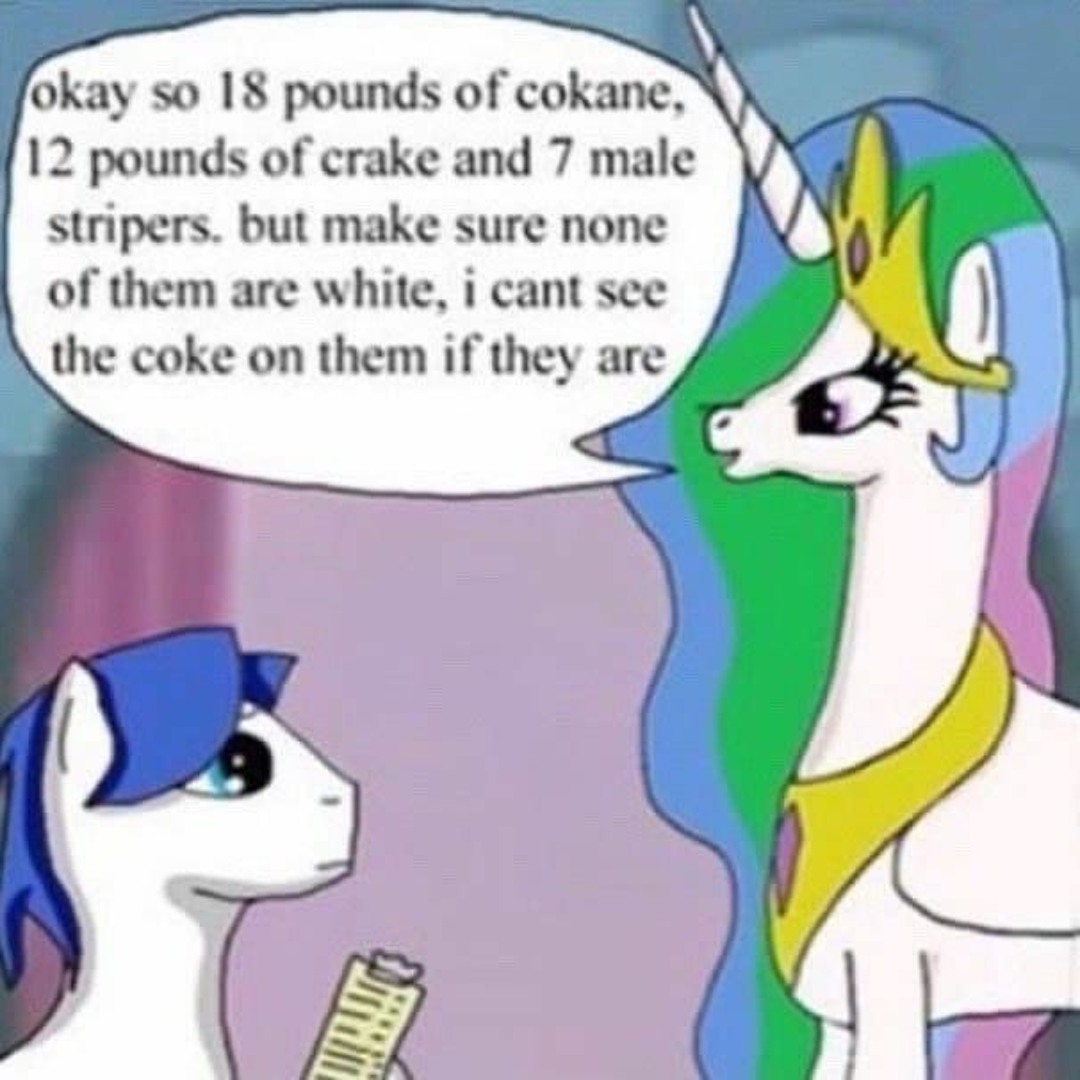 okay so 18 pounds of cokane,
12 pounds of crake and 7 male
stripers. but make sure none
of them are white, i cant see
the coke on them if they are